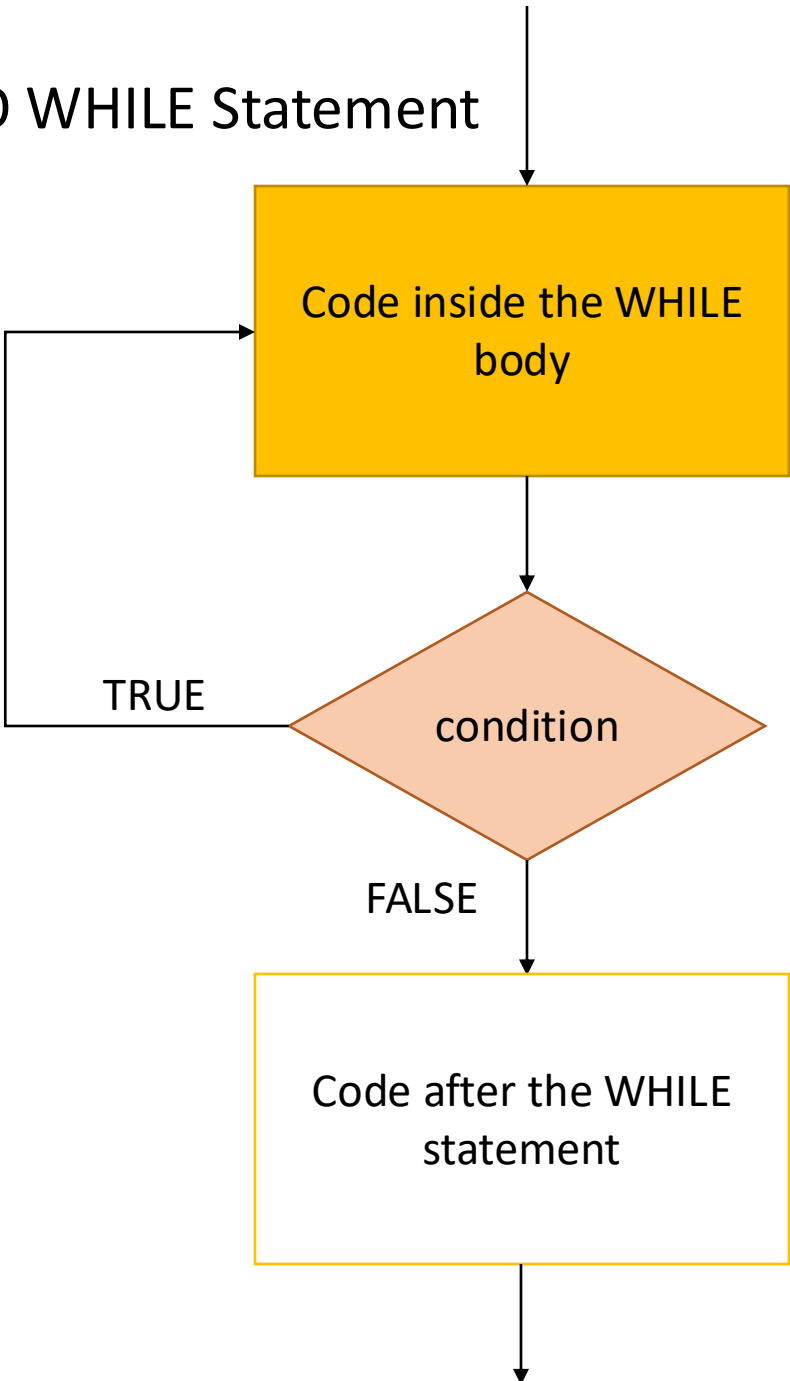 WHILE Statement
Code inside the WHILE
body
TRUE
condition
FALSE
Code after the WHILE
statement